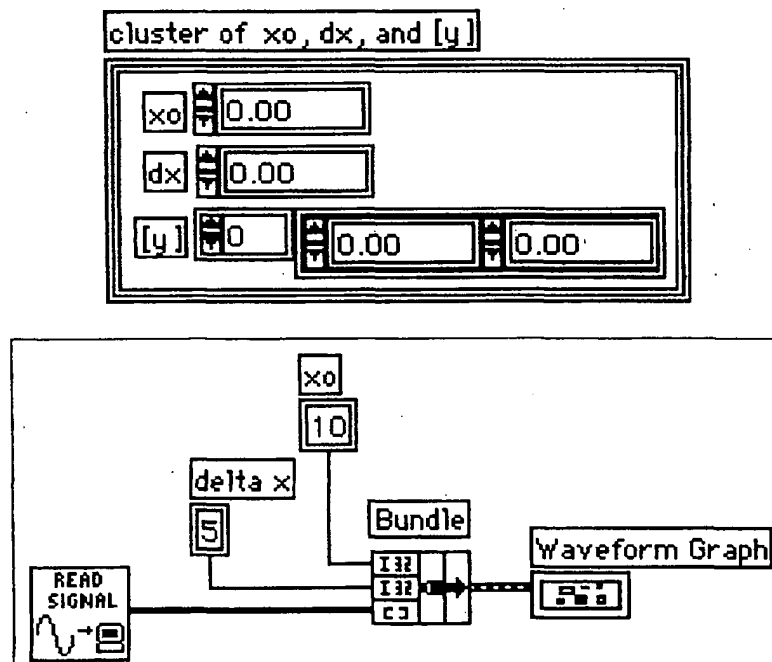 cluster of xo, dx, and [y]
xo 0.00
dx 0.00
[y] 0 0.00 0.00
xo
10
delta x
5
Bundle
Waveform Graph
I32
I32
[ ]
READ
SIGNAL